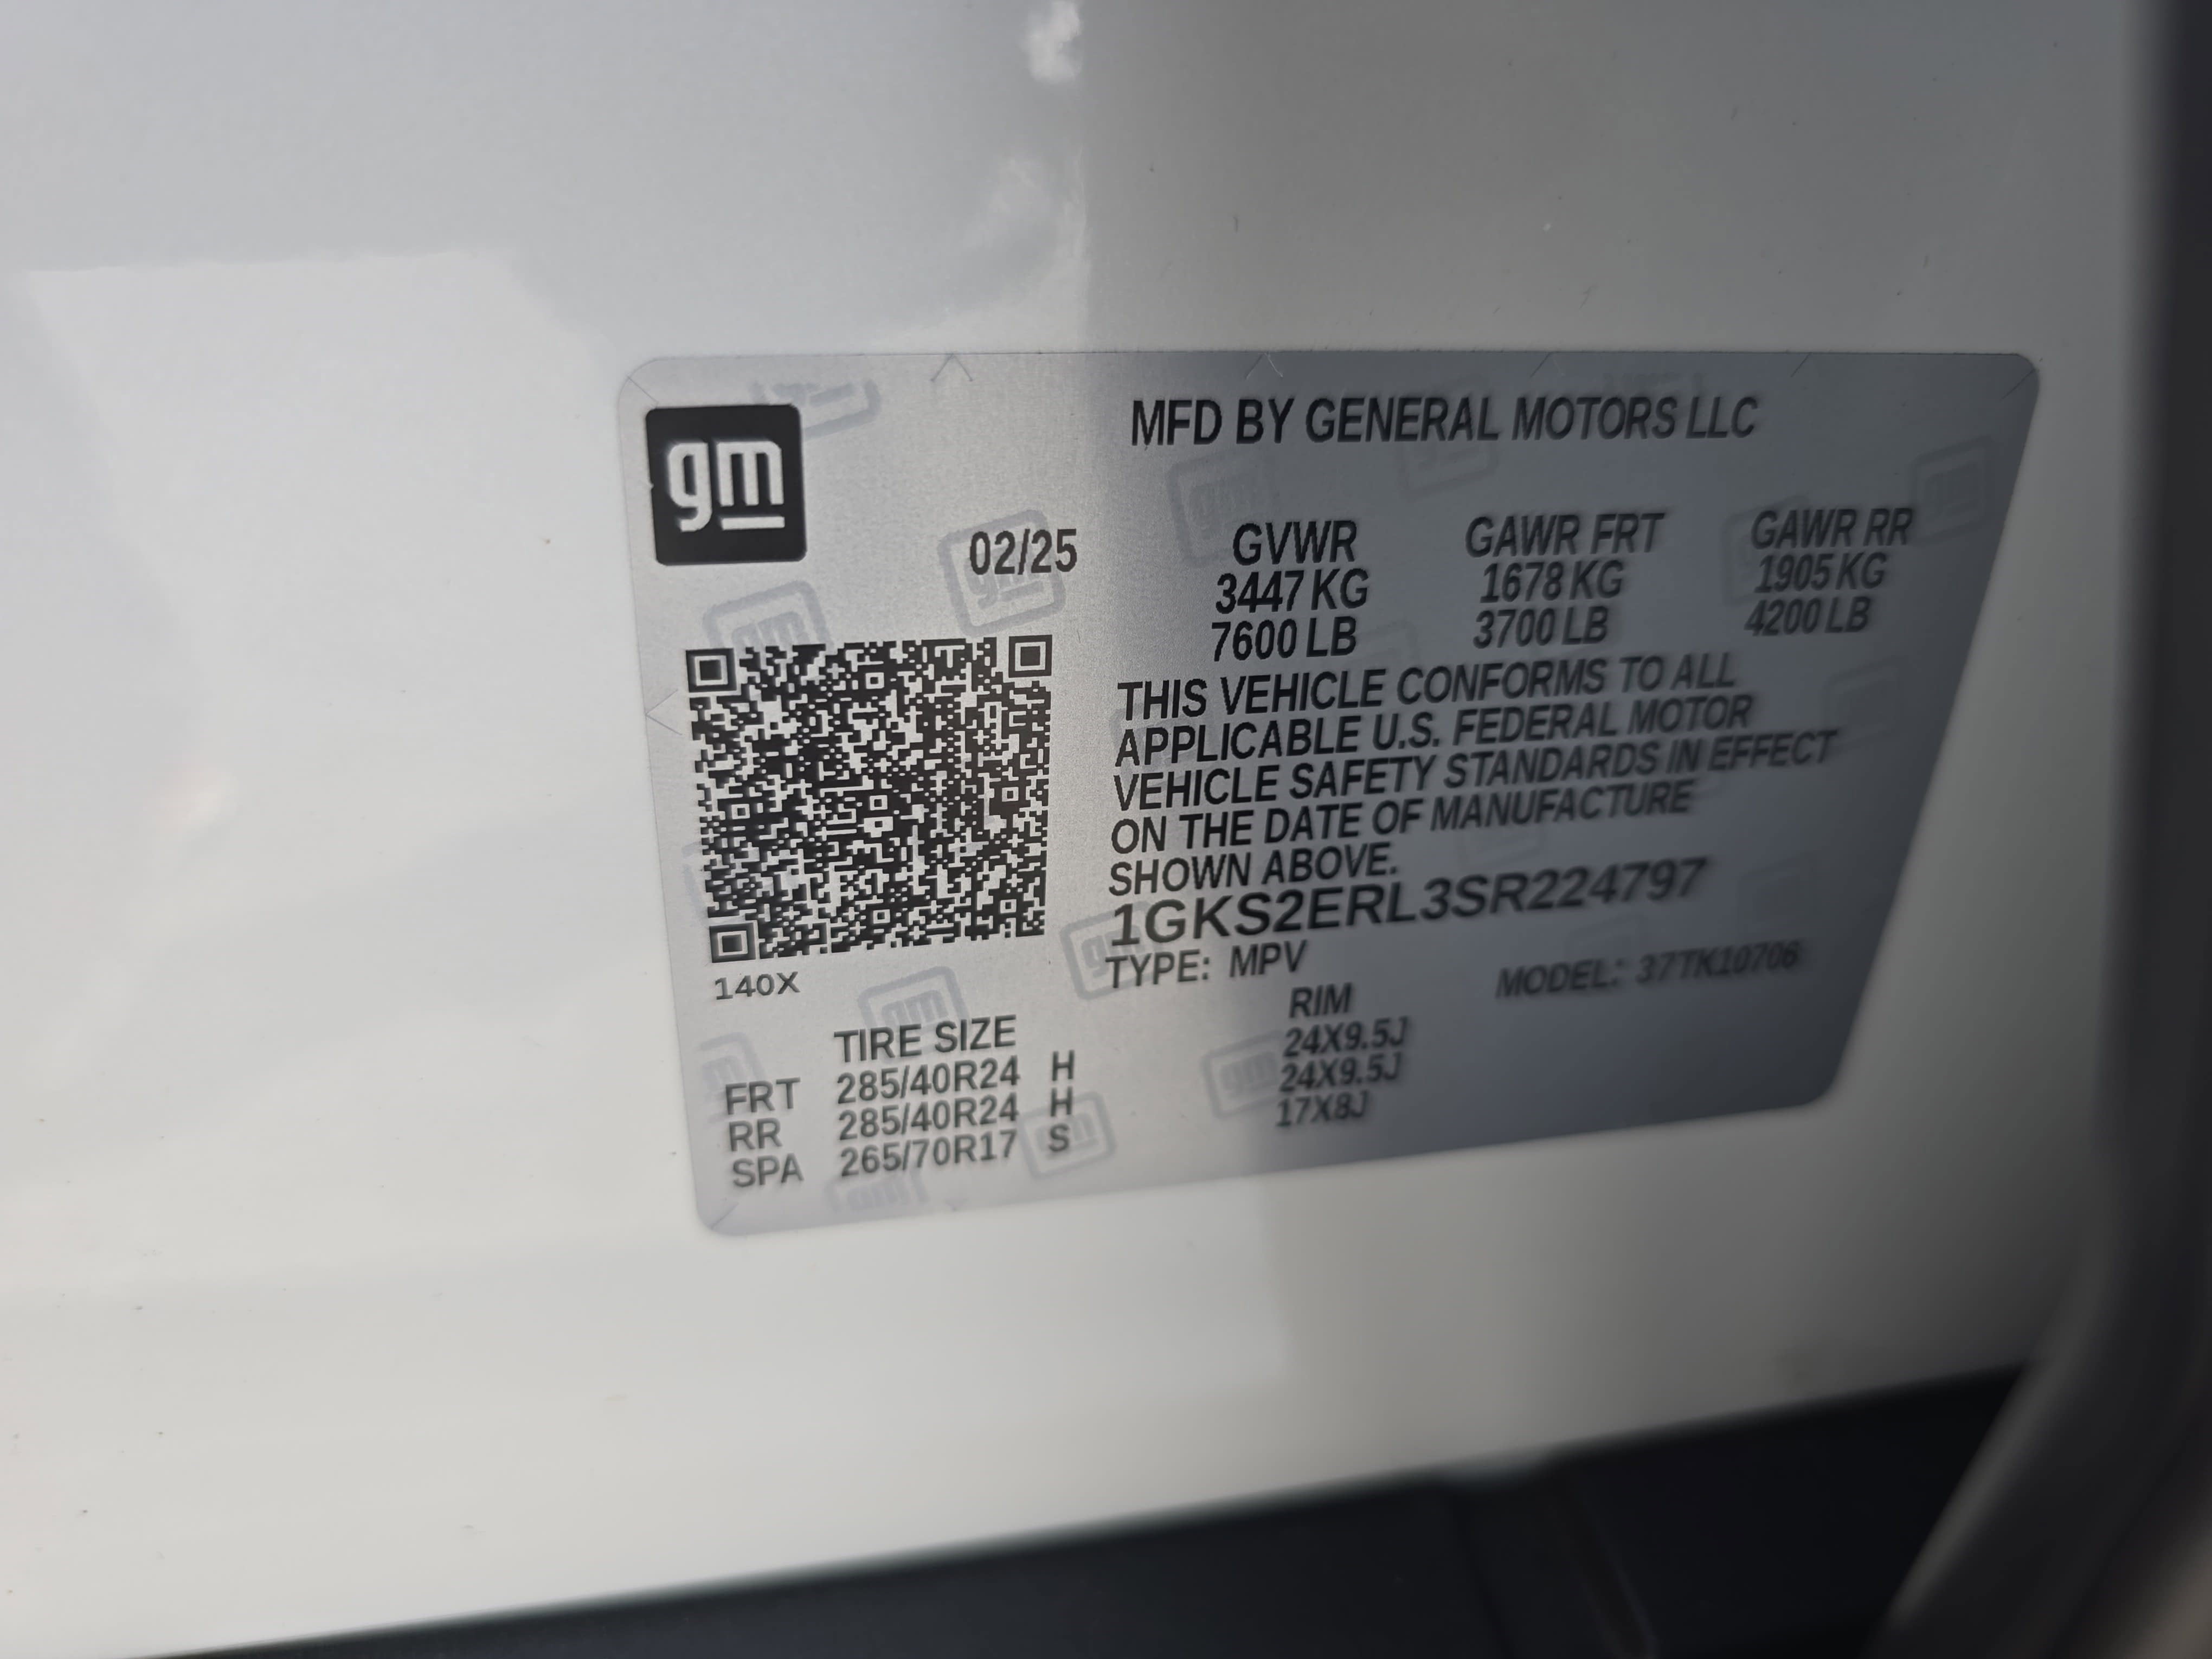 gm
MFD BY GENERAL MOTORS LLC
02/25
GVWR GAWR FRT GAWR RR
3447 KG 1678 KG 1905 KG
7600 LB 3700 LB 4200 LB
THIS VEHICLE CONFORMS TO ALL
APPLICABLE U.S. FEDERAL MOTOR
VEHICLE SAFETY STANDARDS IN EFFECT
ON THE DATE OF MANUFACTURE
SHOWN ABOVE.
1GKS2ERL3SR224797
TYPE: MPV MODEL: 37TK10706
140X
TIRE SIZE RIM
FRT 285/40R24 H 24X9.5J
RR 285/40R24 H 24X9.5J
SPA 265/70R17 S 17X8J